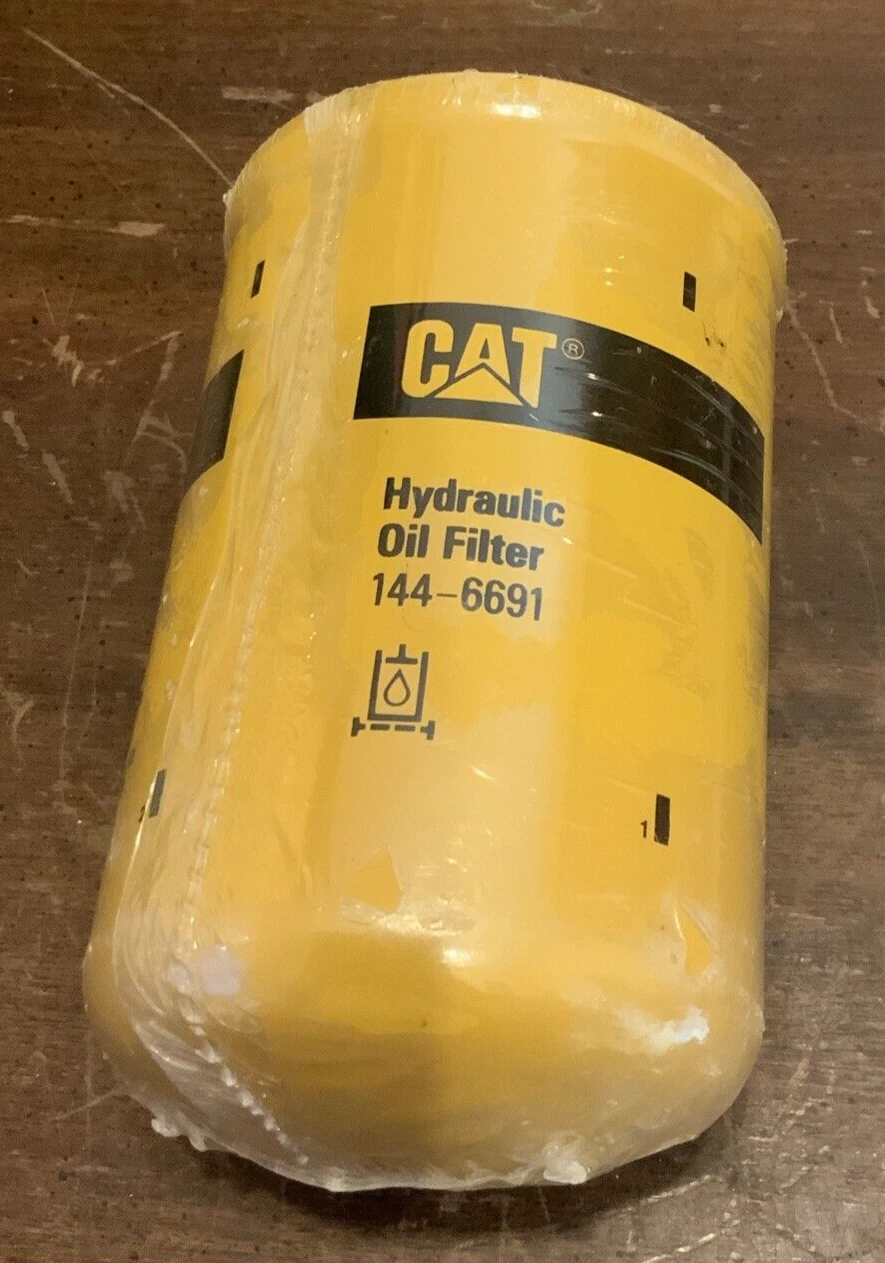 CAT®
Hydraulic
Oil Filter
144-6691
1